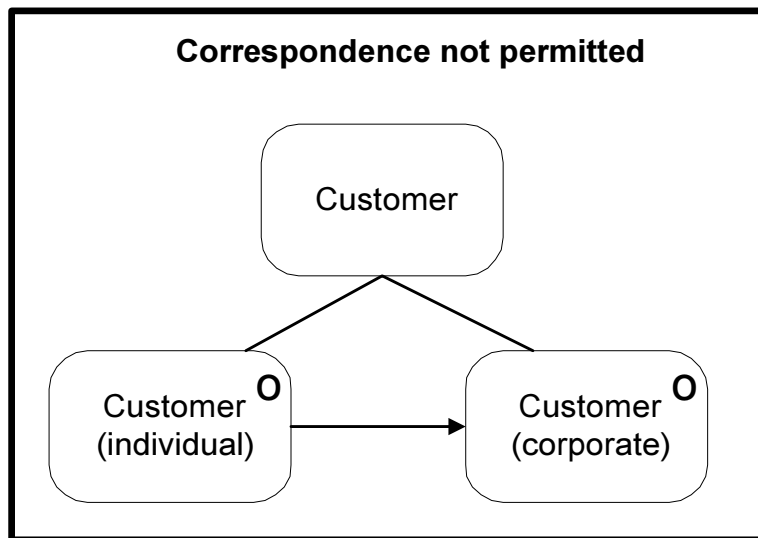 Correspondence not permitted
Customer
Customer O
(individual)
Customer O
(corporate)